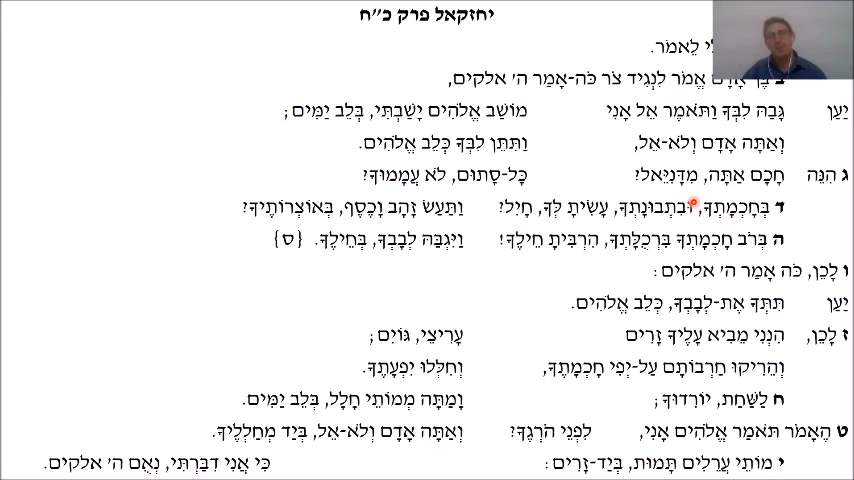 יחזקאל פרק כ״ח
לֵאמֹר.
אָדָם אֱמֹר לִנְגִיד צֹר כֹּה-אָמַר ה' אלקים,
יַעַן גָּבַהּ לִבְּךָ וַתֹּאמֶר אֵל אָנִי מוֹשַׁב אֱלֹהִים יָשַׁבְתִּי, בְּלֵב יַמִּים;
וְאַתָּה אָדָם וְלֹא-אֵל, וַתִּתֵּן לִבְּךָ כְּלֵב אֱלֹהִים.
ג הִנֵּה חָכָם אַתָּה, מִדָּנִיֵּאל? כָּל-סָתוּם, לֹא עֲמָמוּךָ?
ד בְּחָכְמָתְךָ, וּבִתְבוּנָתְךָ, עָשִׂיתָ לְּךָ, חָיִל? וַתַּעַשׂ זָהָב וָכֶסֶף, בְּאוֹצְרוֹתֶיךָ?
ה בְּרֹב חָכְמָתְךָ בִּרְכֻלָּתְךָ, הִרְבִּיתָ חֵילֶךָ! וַיִּגְבַּהּ לְבָבְךָ, בְּחֵילֶךָ. {ס}
ו לָכֵן, כֹּה אָמַר ה' אלקים:
יַעַן תִּתְּךָ אֶת-לְבָבְךָ, כְּלֵב אֱלֹהִים.
ז לָכֵן, הִנְנִי מֵבִיא עָלֶיךָ זָרִים עָרִיצֵי, גּוֹיִם;
וְהֵרִיקוּ חַרְבוֹתָם עַל-יְפִי חָכְמָתֶךָ, וְחִלְּלוּ יִפְעָתֶךָ.
ח לַשַּׁחַת, יוֹרִדוּךָ; וָמַתָּה מְמוֹתֵי חָלָל, בְּלֵב יַמִּים.
ט הֶאָמֹר תֹּאמַר אֱלֹהִים אָנִי, לִפְנֵי הֹרְגֶךָ? וְאַתָּה אָדָם וְלֹא-אֵל, בְּיַד מְחַלְלֶיךָ.
י מוֹתֵי עֲרֵלִים תָּמוּת, בְּיַד-זָרִים: כִּי אֲנִי דִבַּרְתִּי, נְאֻם ה' אלקים.